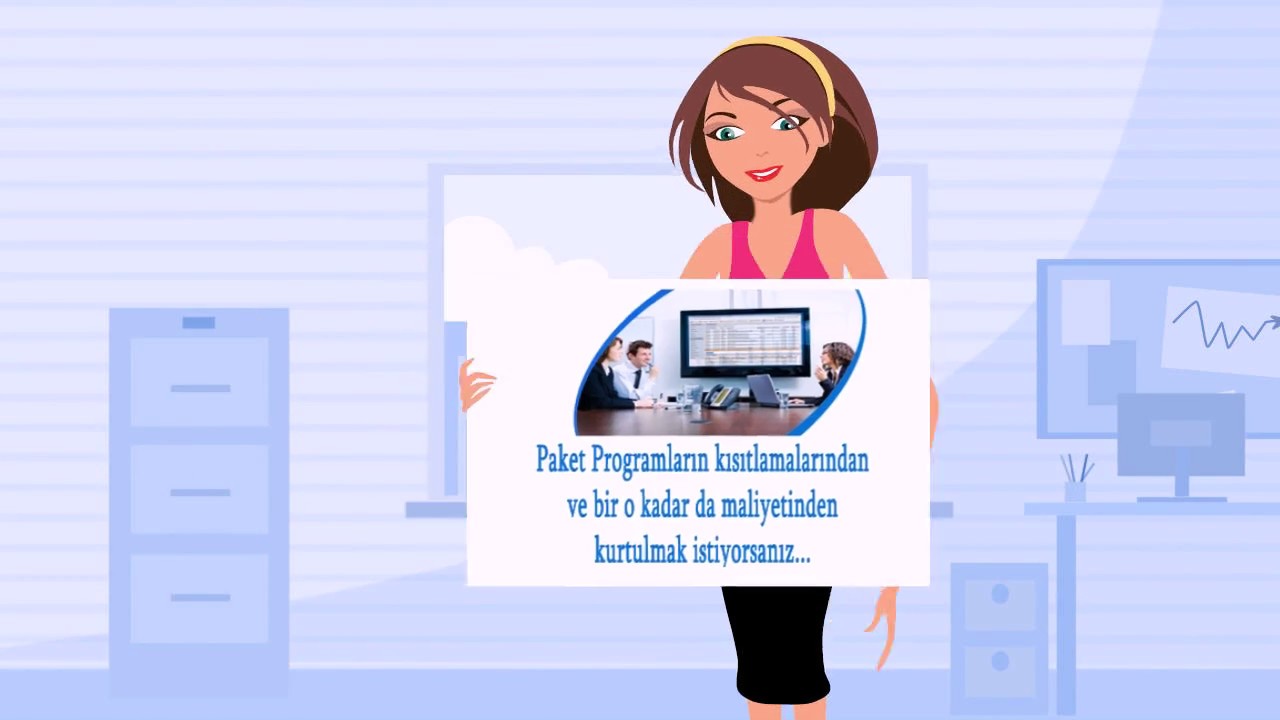 Paket Programların kısıtlamalarından
ve bir o kadar da maliyetinden
kurtulmak istiyorsanız...